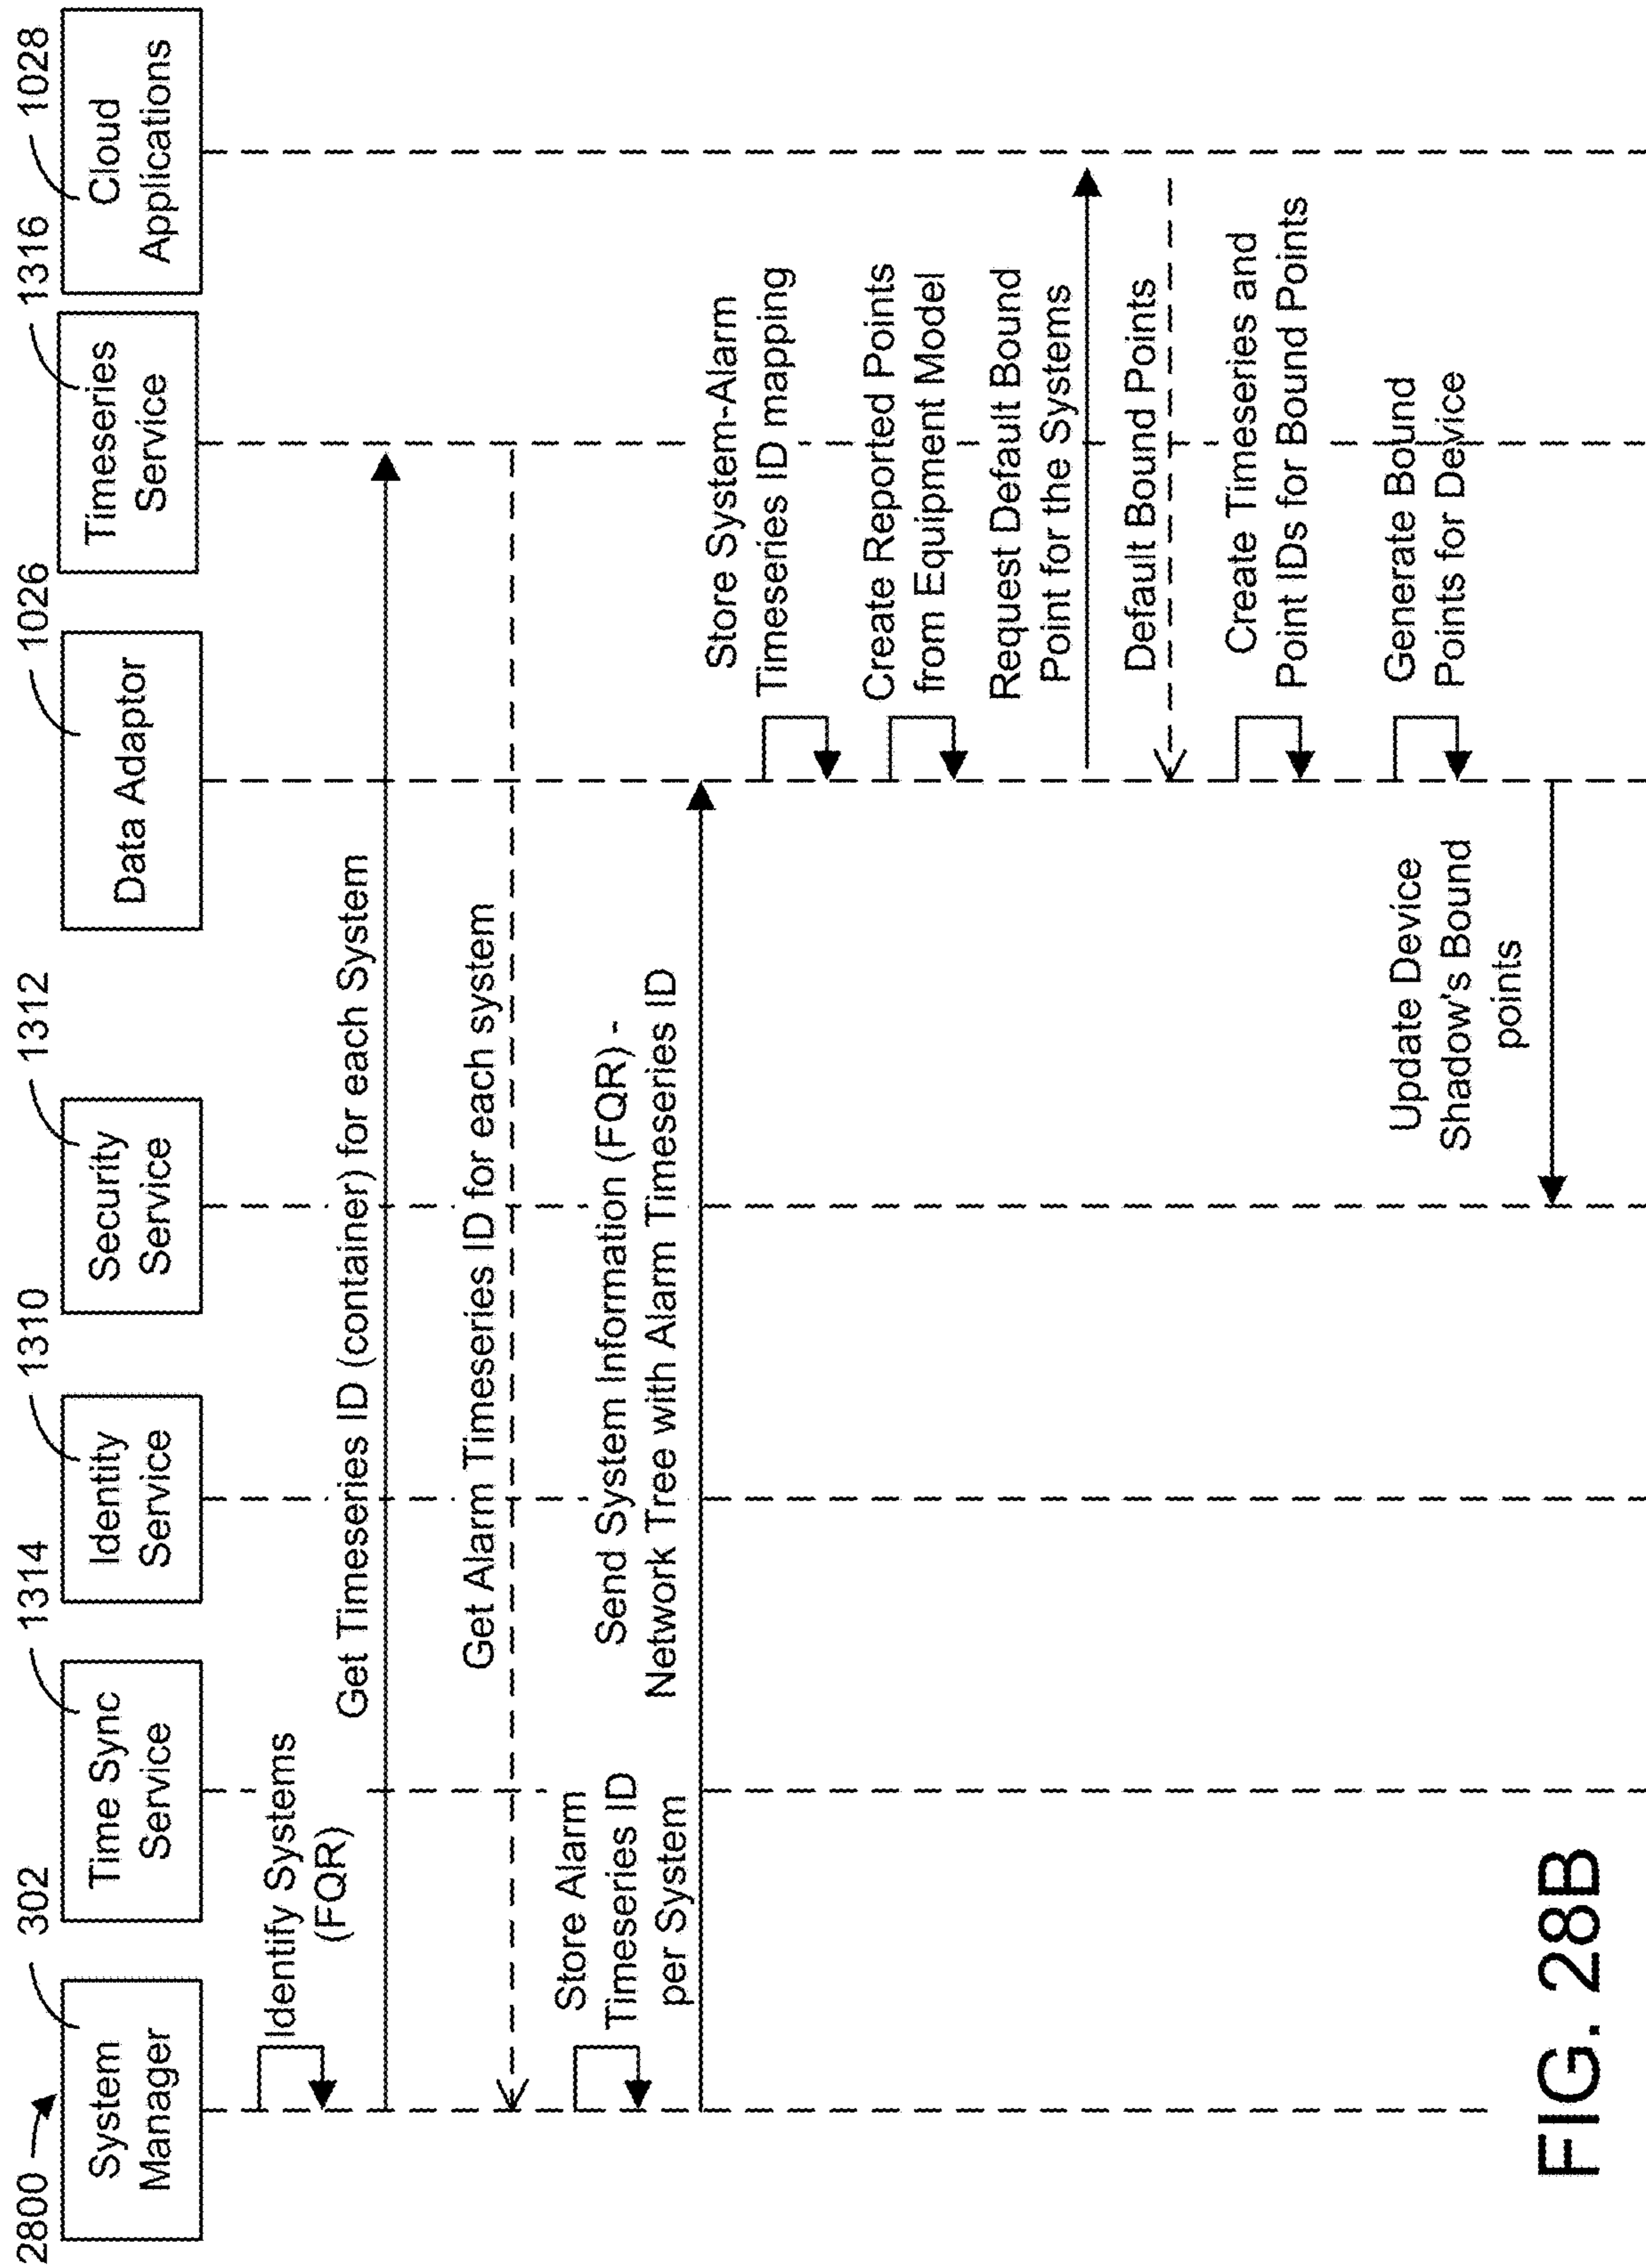 2800
302
System
Manager
1314
Time Sync
Service
1310
Identity
Service
1312
Security
Service
1026
Data Adaptor
1316
Timeseries
Service
1028
Cloud
Applications
Identify Systems
(FQR)
Get Timeseries ID (container) for each System
Get Alarm Timeseries ID for each system
Store Alarm
Timeseries ID
per System
Send System Information (FQR) -
Network Tree with Alarm Timeseries ID
Store System-Alarm
Timeseries ID mapping
Create Reported Points
from Equipment Model
Request Default Bound
Point for the Systems
Default Bound Points
Create Timeseries and
Point IDs for Bound Points
Generate Bound
Points for Device
Update Device
Shadow's Bound
points
FIG. 28B